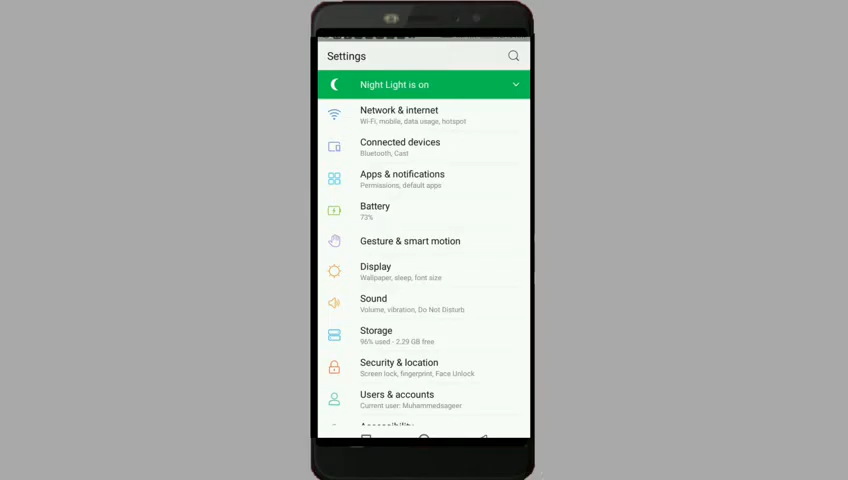 Settings
Night Light is on
Network & internet
Wi-Fi, mobile, data usage, hotspot
Connected devices
Bluetooth, Cast
Apps & notifications
Permissions, default apps
Battery
73%
Gesture & smart motion
Display
Wallpaper, sleep, font size
Sound
Volume, vibration, Do Not Disturb
Storage
96% used - 2.29 GB free
Security & location
Screen lock, fingerprint, Face Unlock
Users & accounts
Current user: Muhammedsageer
Accessibility